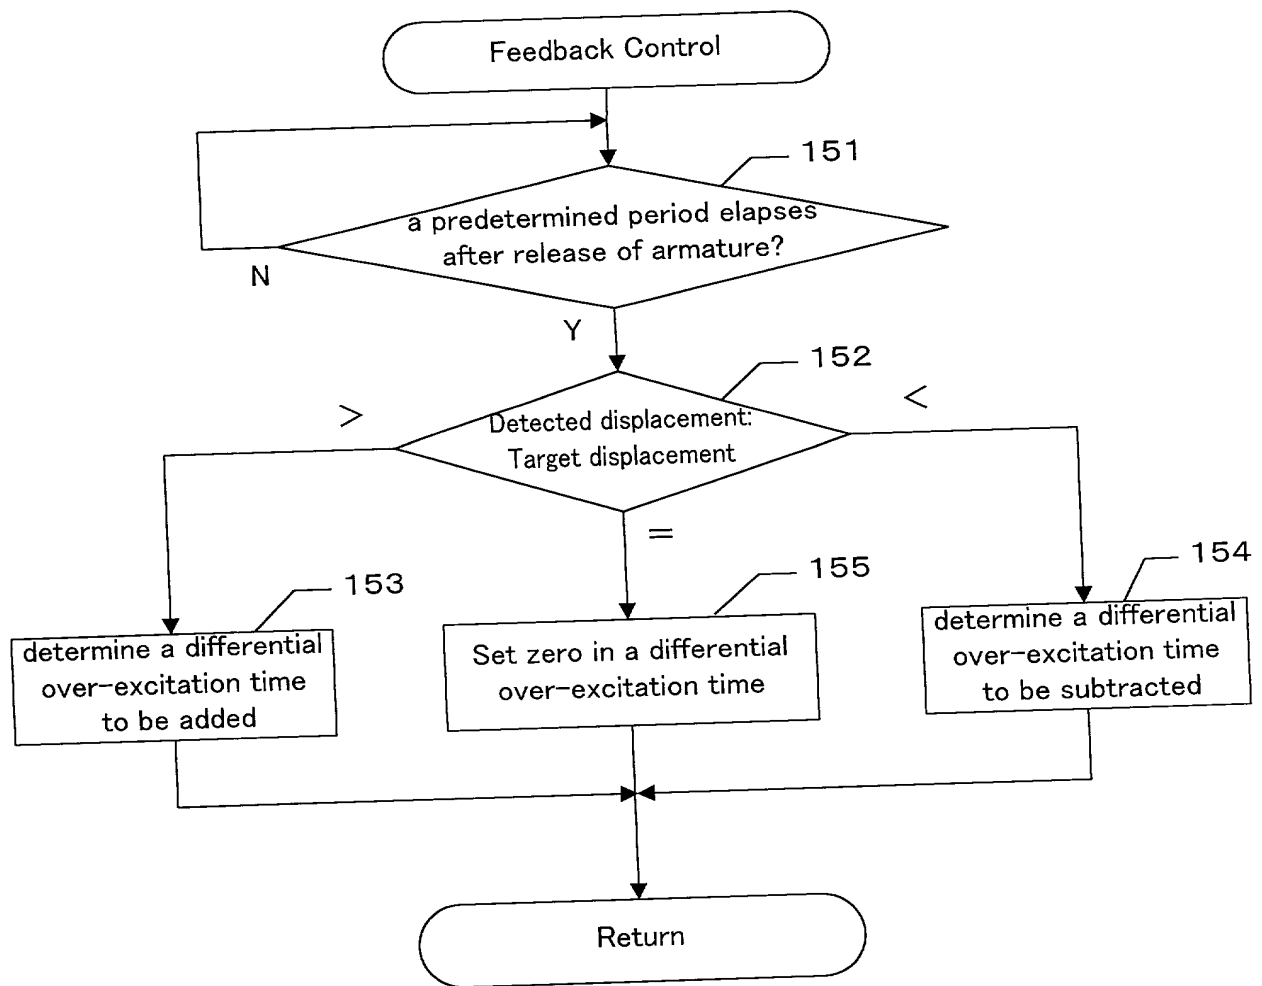 Feedback Control
151
a predetermined period elapses
after release of armature?
N
Y
152
>
<
Detected displacement:
Target displacement
=
153
155
154
determine a differential
over-excitation time
to be added
Set zero in a differential
over-excitation time
determine a differential
over-excitation time
to be subtracted
Return